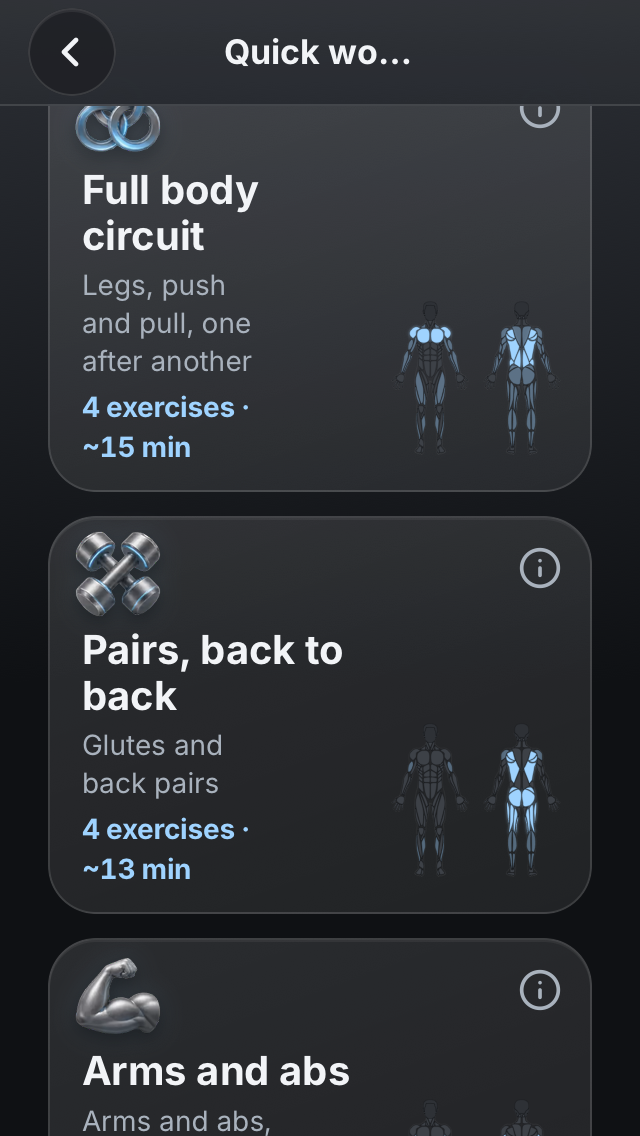 Quick wo...
Full body
circuit
Legs, push
and pull, one
after another
4 exercises ·
~15 min
Pairs, back to
back
Glutes and
back pairs
4 exercises ·
~13 min
Arms and abs
Arms and abs,